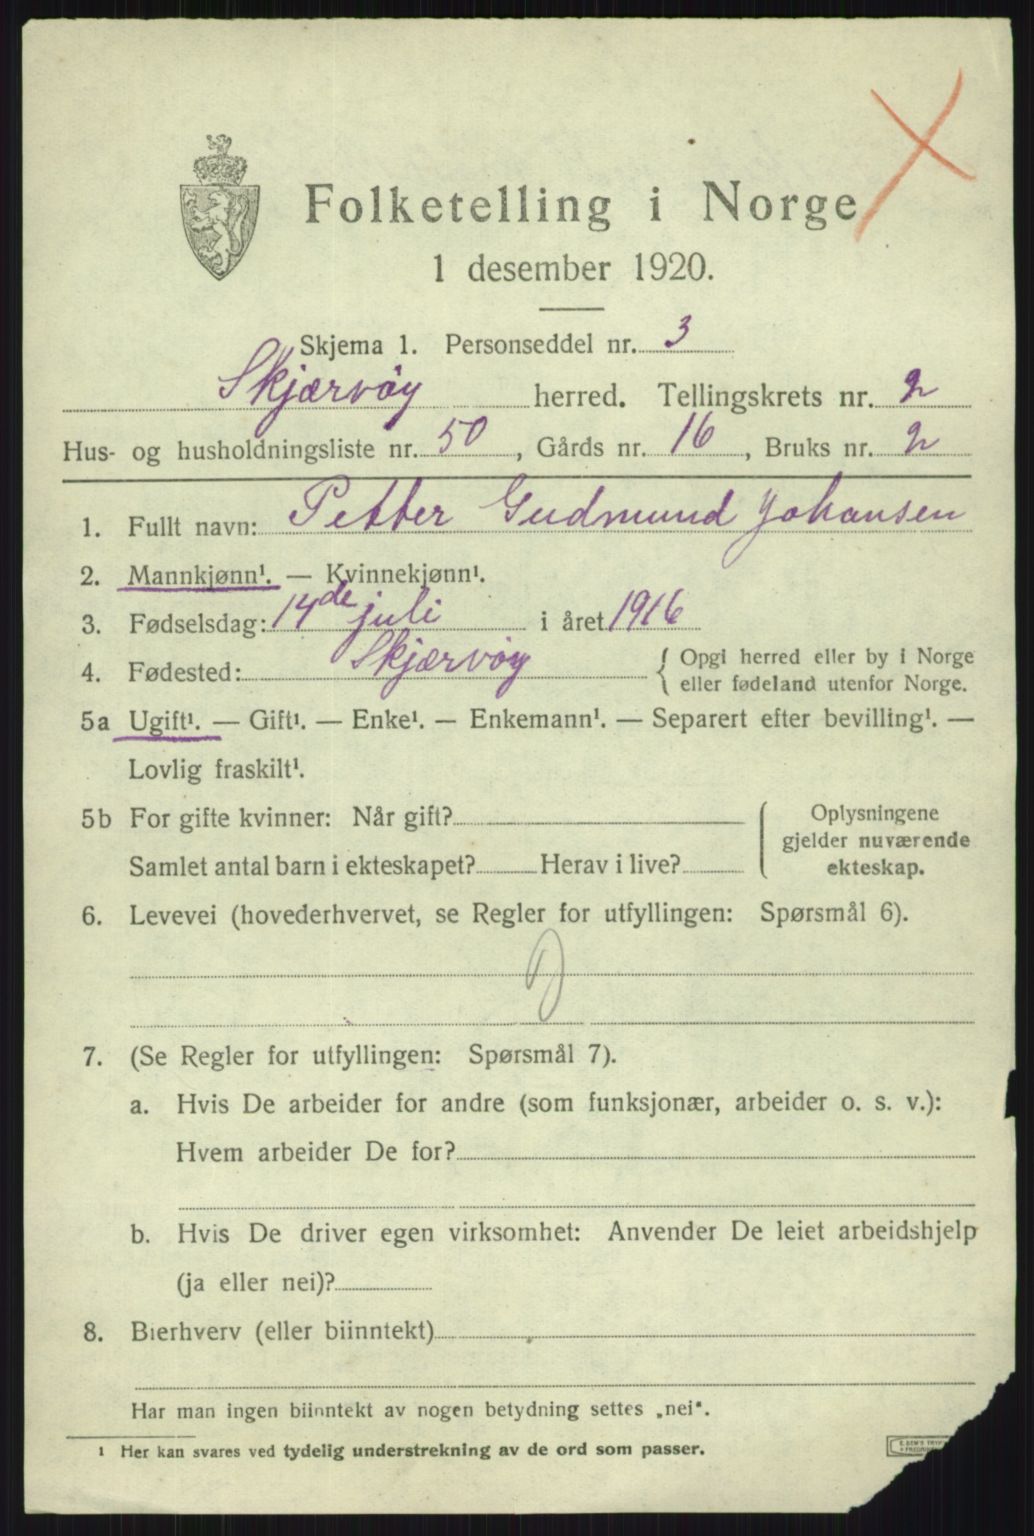 Folketelling i Norge
1 desember 1920.
Skjema 1. Personseddel nr. 3
Skjærvöy herred. Tellingskrets nr. 2
Hus- og husholdningsliste nr. 50, Gårds nr. 16, Bruks nr. 2
1. Fullt navn: Petter Gudmund Johansen
2. Mannkjønn¹. — Kvinnekjønn¹.
3. Fødselsdag: 14de juli i året 1916
4. Fødested: Skjærvöy { Opgi herred eller by i Norge
eller fødeland utenfor Norge.
5a Ugift¹. — Gift¹. — Enke¹. — Enkemann¹. — Separert efter bevilling¹. —
Lovlig fraskilt¹.
5b For gifte kvinner: Når gift? { Oplysningene
gjelder nuværende
Samlet antal barn i ekteskapet? Herav i live? ekteskap.
6. Levevei (hovederhvervet, se Regler for utfyllingen: Spørsmål 6).
7. (Se Regler for utfyllingen: Spørsmål 7).
a. Hvis De arbeider for andre (som funksjonær, arbeider o. s. v.):
Hvem arbeider De for?
b. Hvis De driver egen virksomhet: Anvender De leiet arbeidshjelp
(ja eller nei)?
8. Bierhverv (eller biinntekt)
Har man ingen biinntekt av nogen betydning settes „nei".
¹ Her kan svares ved tydelig understrekning av de ord som passer.